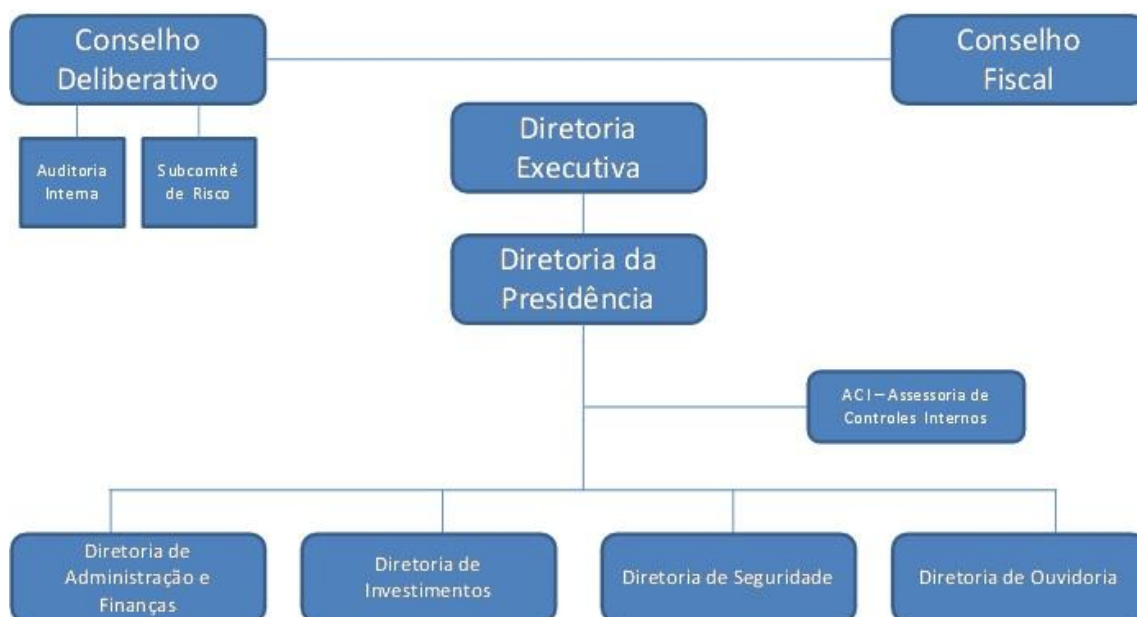 Conselho
Deliberativo
Conselho
Fiscal
Auditoria
Interna
Subcomitê
de Risco
Diretoria
Executiva
Diretoria da
Presidência
ACI – Assessoria de
Controles Internos
Diretoria de
Administração e
Finanças
Diretoria de
Investimentos
Diretoria de Seguridade
Diretoria de Ouvidoria